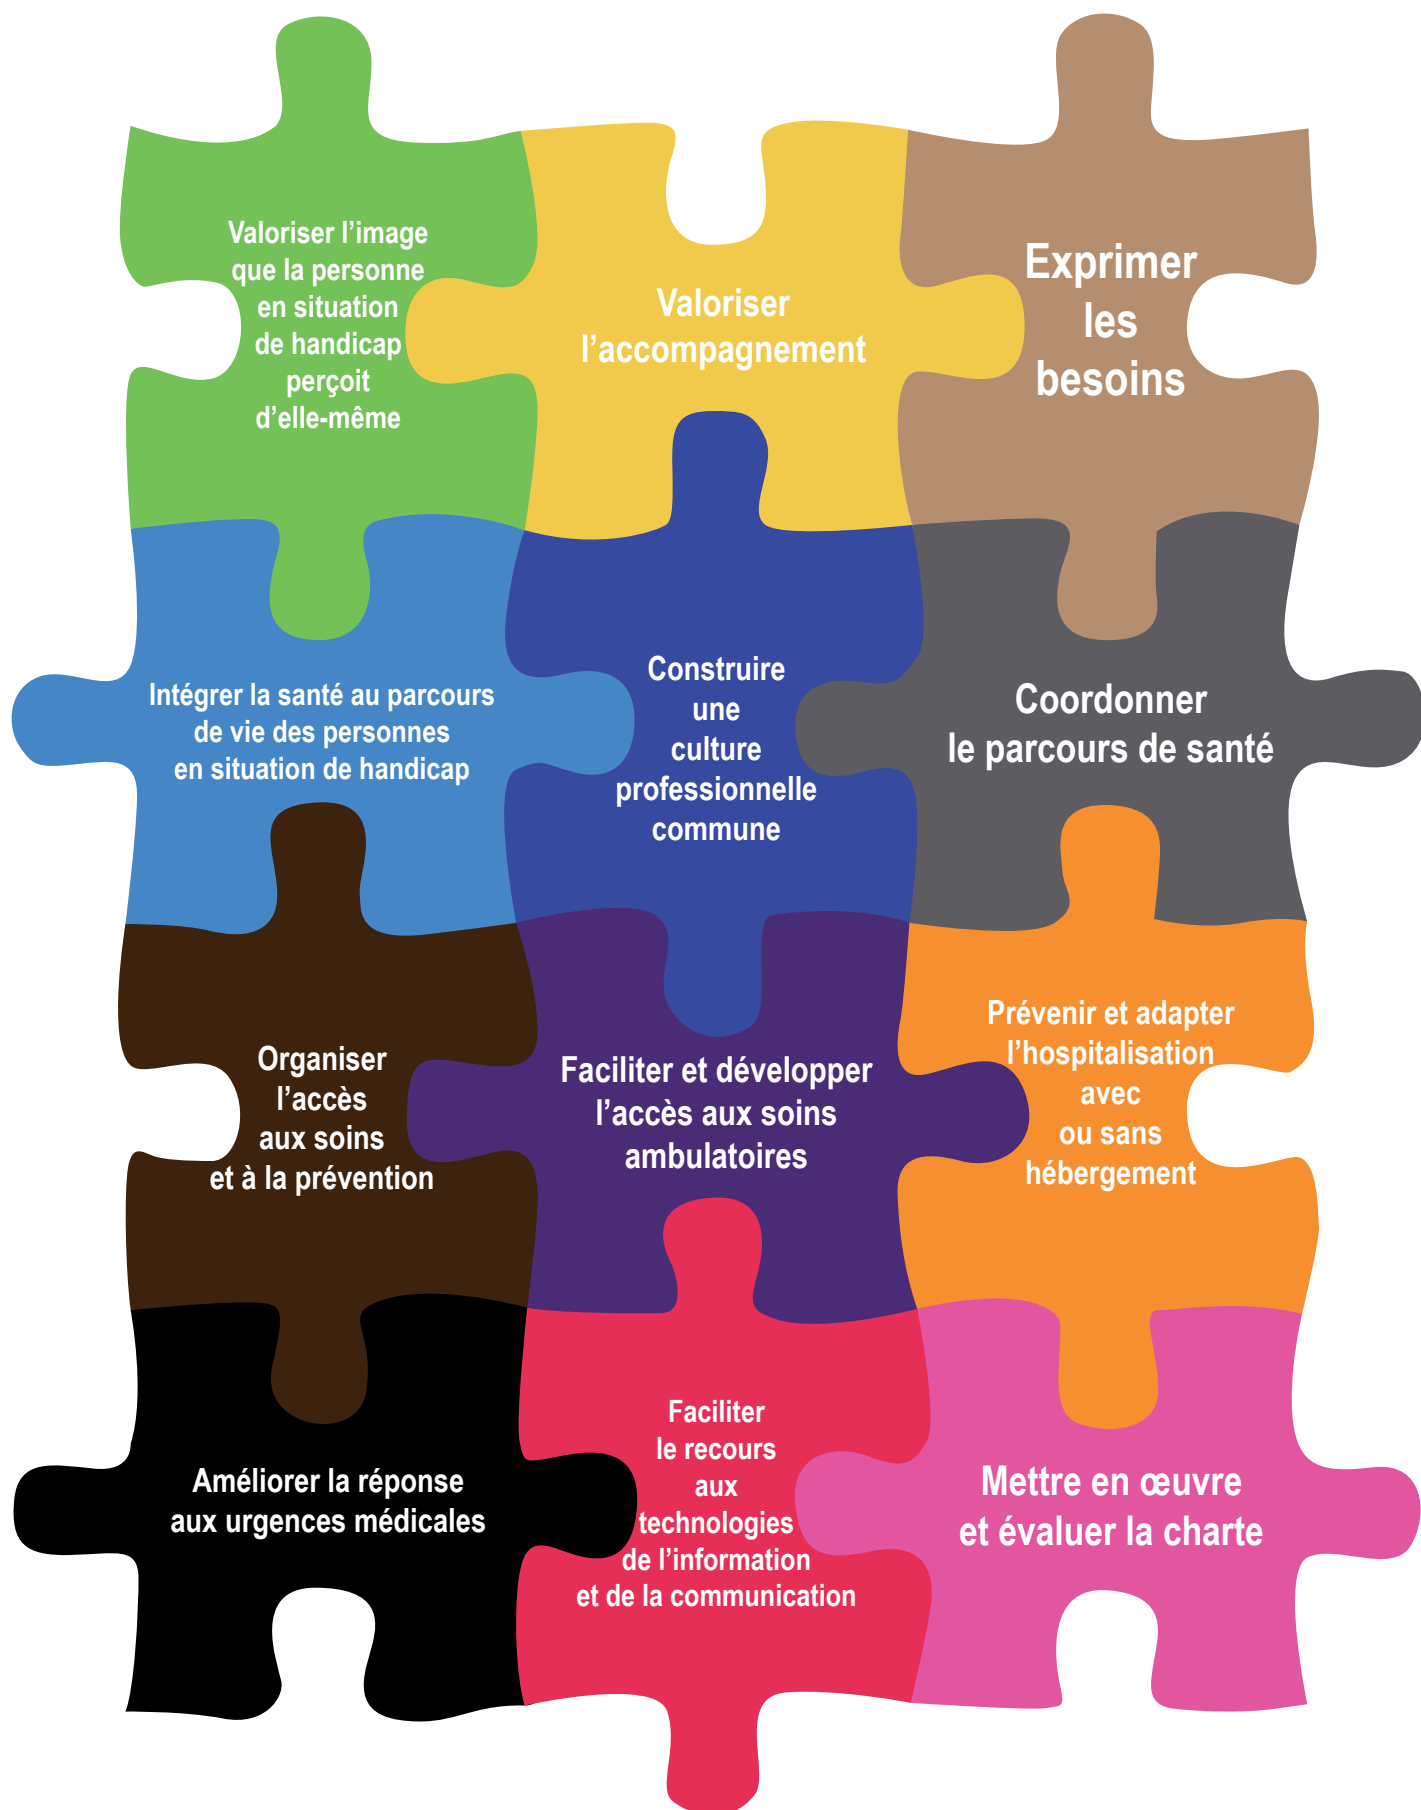 Valoriser l’image
que la personne
en situation
de handicap
perçoit
d’elle-même
Valoriser
l’accompagnement
Exprimer
les
besoins
Intégrer la santé au parcours
de vie des personnes
en situation de handicap
Construire
une
culture
professionnelle
commune
Coordonner
le parcours de santé
Organiser
l’accès
aux soins
et à la prévention
Faciliter et développer
l’accès aux soins
ambulatoires
Prévenir et adapter
l’hospitalisation
avec
ou sans
hébergement
Améliorer la réponse
aux urgences médicales
Faciliter
le recours
aux
technologies
de l’information
et de la communication
Mettre en œuvre
et évaluer la charte